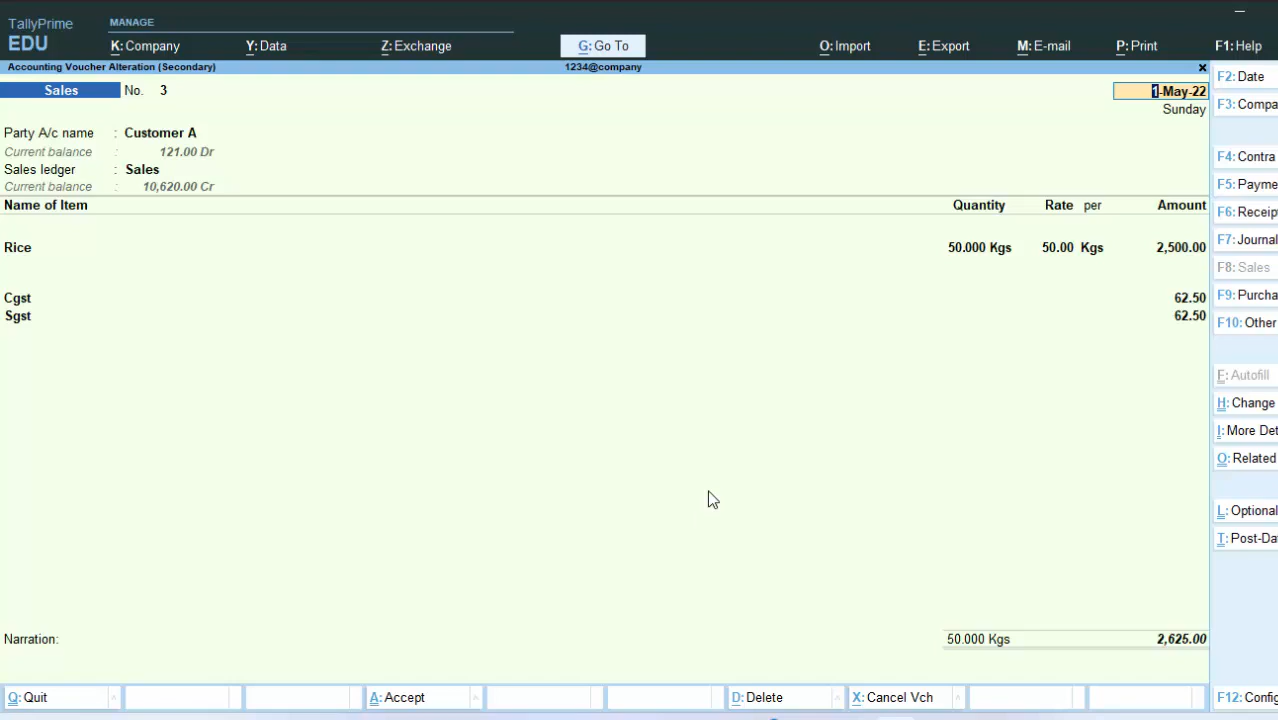 TallyPrime
EDU
MANAGE
K: Company
Y: Data
Z: Exchange
G: Go To
O: Import
E: Export
M: E-mail
P: Print
F1: Help
Accounting Voucher Alteration (Secondary)
1234@company
Sales No. 3
1-May-22
Sunday
Party A/c name : Customer A
Current balance : 121.00 Dr
Sales ledger : Sales
Current balance : 10,620.00 Cr
Name of Item Quantity Rate per Amount
Rice 50.000 Kgs 50.00 Kgs 2,500.00
Cgst 62.50
Sgst 62.50
Narration: 50.000 Kgs 2,625.00
Q: Quit
A: Accept
D: Delete
X: Cancel Vch
F2: Date
F3: Compa
F4: Contra
F5: Payme
F6: Receip
F7: Journal
F8: Sales
F9: Purcha
F10: Other
F: Autofill
H: Change
I: More Det
O: Related
L: Optional
T: Post-Da
F12: Config